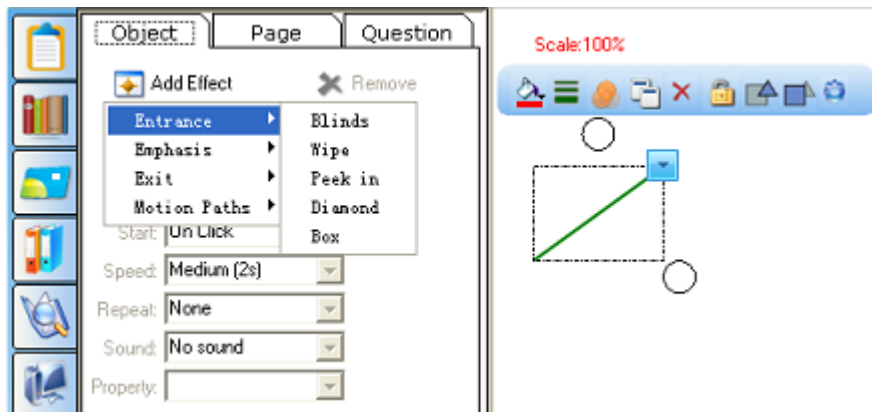 Object Page Question
Scale:100%
Add Effect Remove
Entrance Blinds
Emphasis Wipe
Exit Peek in
Motion Paths Diamond
Start: On Click Box
Speed: Medium (2s)
Repeat: None
Sound: No sound
Property: